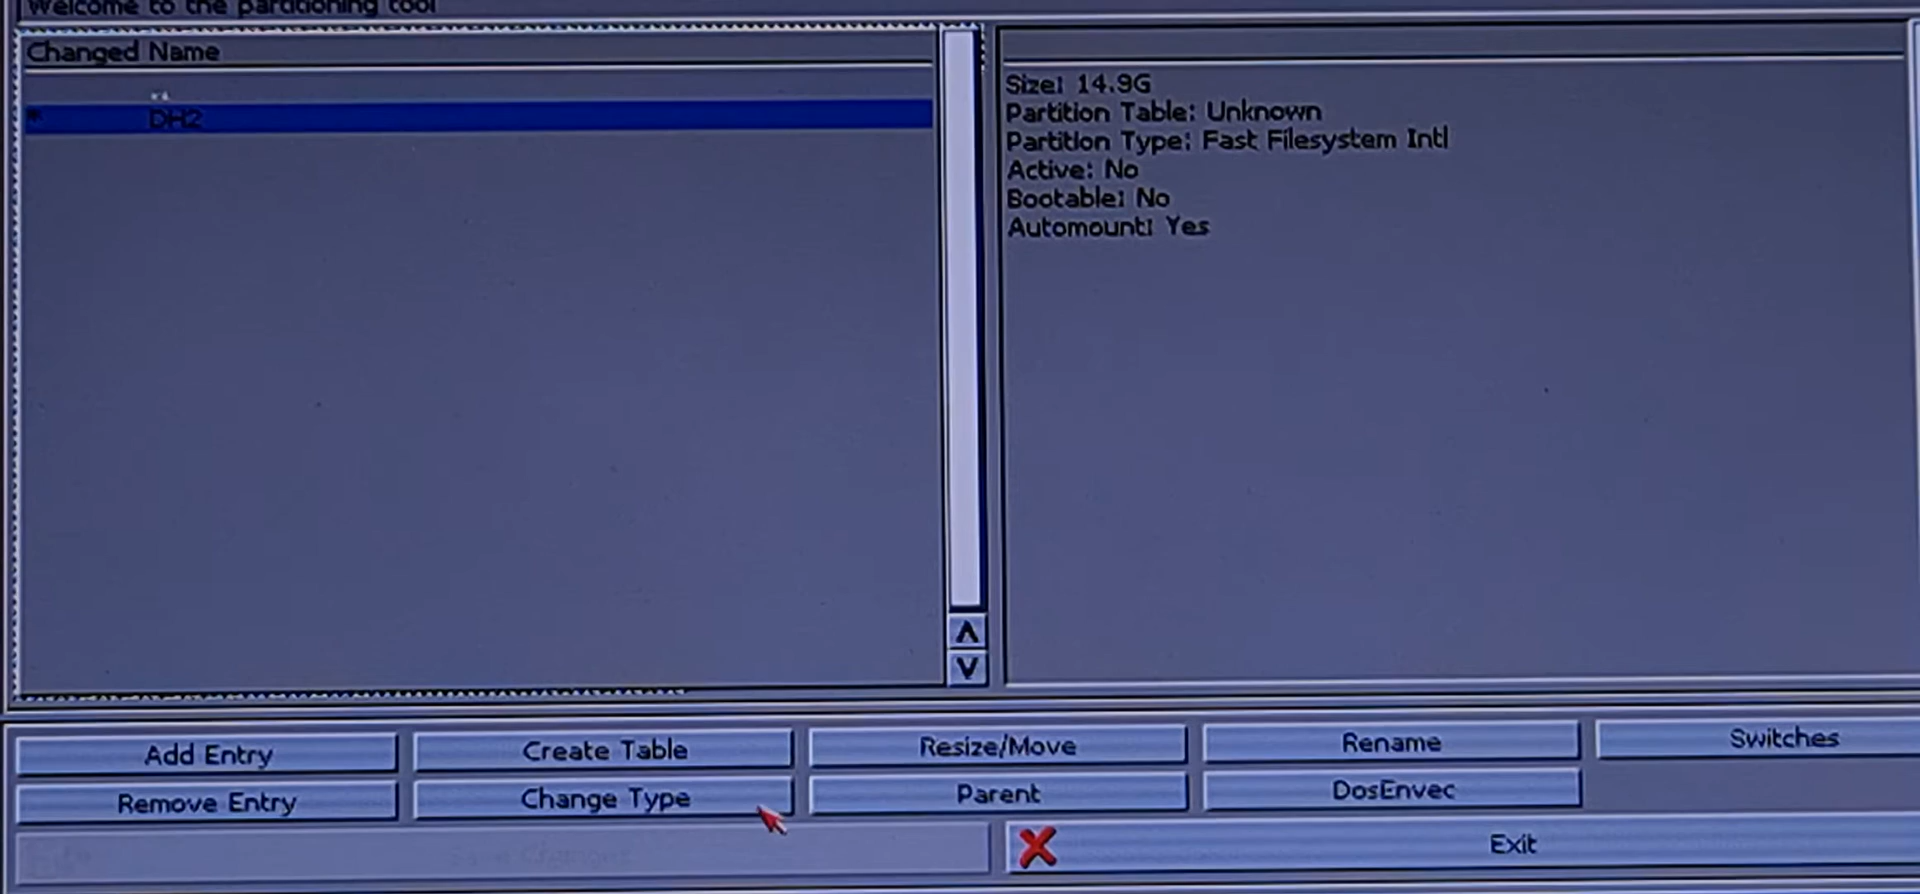 Welcome to the partitioning tool
Changed Name
* DH2
Size: 14.9G
Partition Table: Unknown
Partition Type: Fast Filesystem Intl
Active: No
Bootable: No
Automount: Yes
Add Entry
Create Table
Resize/Move
Rename
Switches
Remove Entry
Change Type
Parent
DosEnvec
Save Changes
Exit